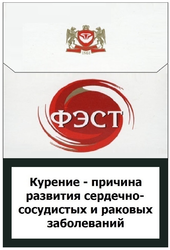 ФЭСТ
Курение - причина
развития сердечно-
сосудистых и раковых
заболеваний